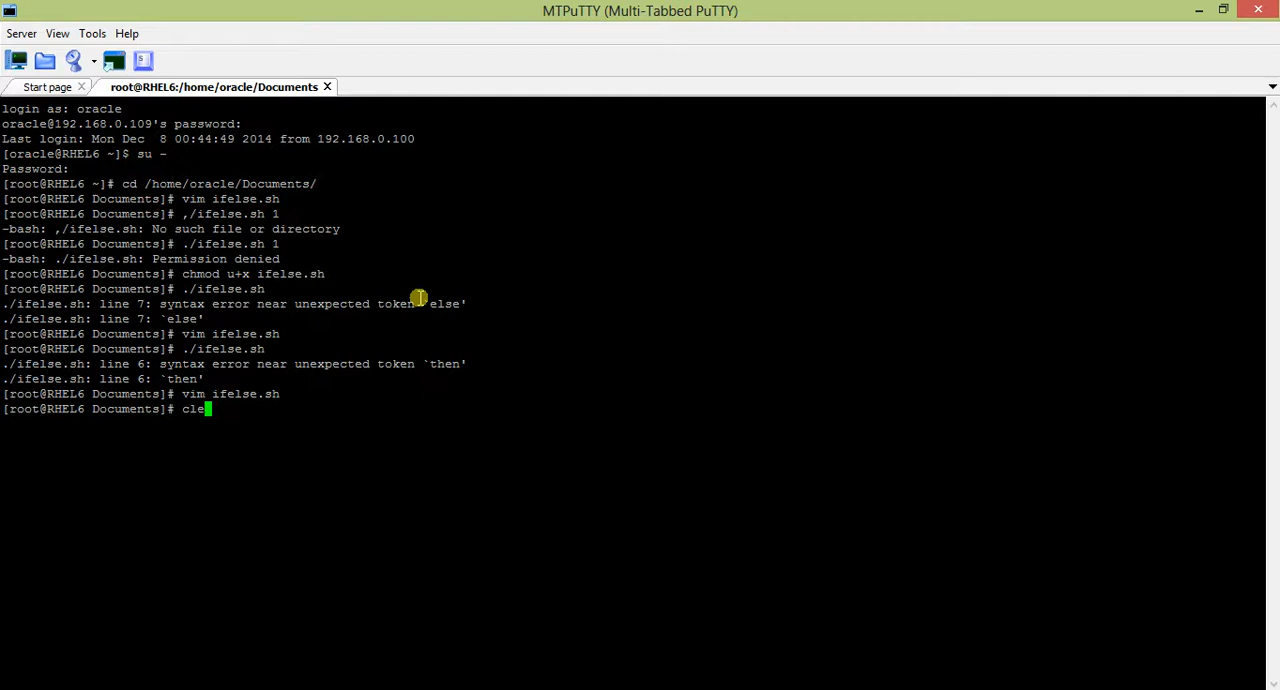 MTPuTTY (Multi-Tabbed PuTTY)
Server View Tools Help
Start page root@RHEL6:/home/oracle/Documents
login as: oracle
oracle@192.168.0.109's password:
Last login: Mon Dec  8 00:44:49 2014 from 192.168.0.100
[oracle@RHEL6 ~]$ su -
Password:
[root@RHEL6 ~]# cd /home/oracle/Documents/
[root@RHEL6 Documents]# vim ifelse.sh
[root@RHEL6 Documents]# ,/ifelse.sh 1
-bash: ,/ifelse.sh: No such file or directory
[root@RHEL6 Documents]# ./ifelse.sh 1
-bash: ./ifelse.sh: Permission denied
[root@RHEL6 Documents]# chmod u+x ifelse.sh
[root@RHEL6 Documents]# ./ifelse.sh
./ifelse.sh: line 7: syntax error near unexpected token `else'
./ifelse.sh: line 7: `else'
[root@RHEL6 Documents]# vim ifelse.sh
[root@RHEL6 Documents]# ./ifelse.sh
./ifelse.sh: line 6: syntax error near unexpected token `then'
./ifelse.sh: line 6: `then'
[root@RHEL6 Documents]# vim ifelse.sh
[root@RHEL6 Documents]# cle